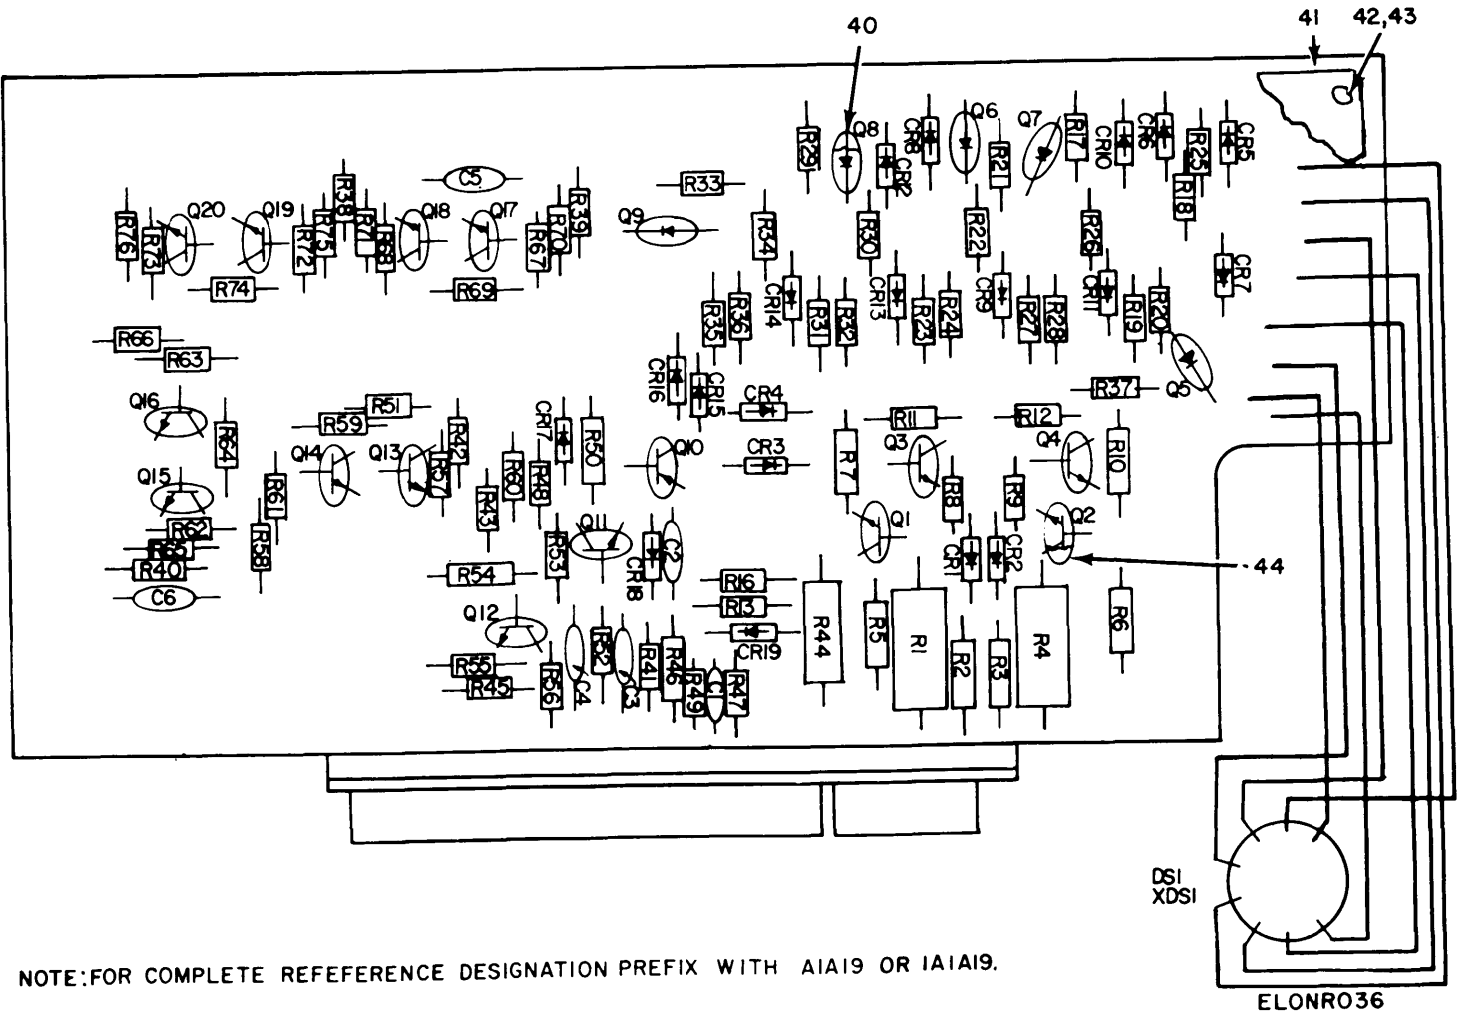 40
41
42,43
Q8
CR8
Q6
Q7
R17
CR10
CR6
R25
CR5
R29
CR12
R21
R18
C5
R33
R38
R39
Q20
Q19
R75
R71
Q18
Q17
R70
Q9
R76
R73
R72
R68
R67
R34
R30
R22
R26
CR7
R74
R69
CR14
CR13
CR9
CR11
R35
R36
R31
R32
R23
R24
R27
R28
R19
R20
R66
R63
Q5
CR16
CR15
CR4
R37
Q16
R51
R59
R11
R12
R64
R42
CR17
R50
Q10
CR3
R7
Q3
Q4
R10
Q14
Q13
R57
R60
R48
Q15
R61
R43
R8
R9
R62
R65
R58
R40
C6
Q11
R53
CR18
C2
Q1
Q2
CR1
CR2
44
R54
R16
R13
CR19
R44
R5
R1
R2
R3
R4
R6
Q12
R55
R45
R56
C4
R52
C3
R41
R46
R49
C1
R47
DS1
XDS1
NOTE:FOR COMPLETE REFEFERENCE DESIGNATION PREFIX WITH A1A19 OR 1A1A19.
EL0NR036